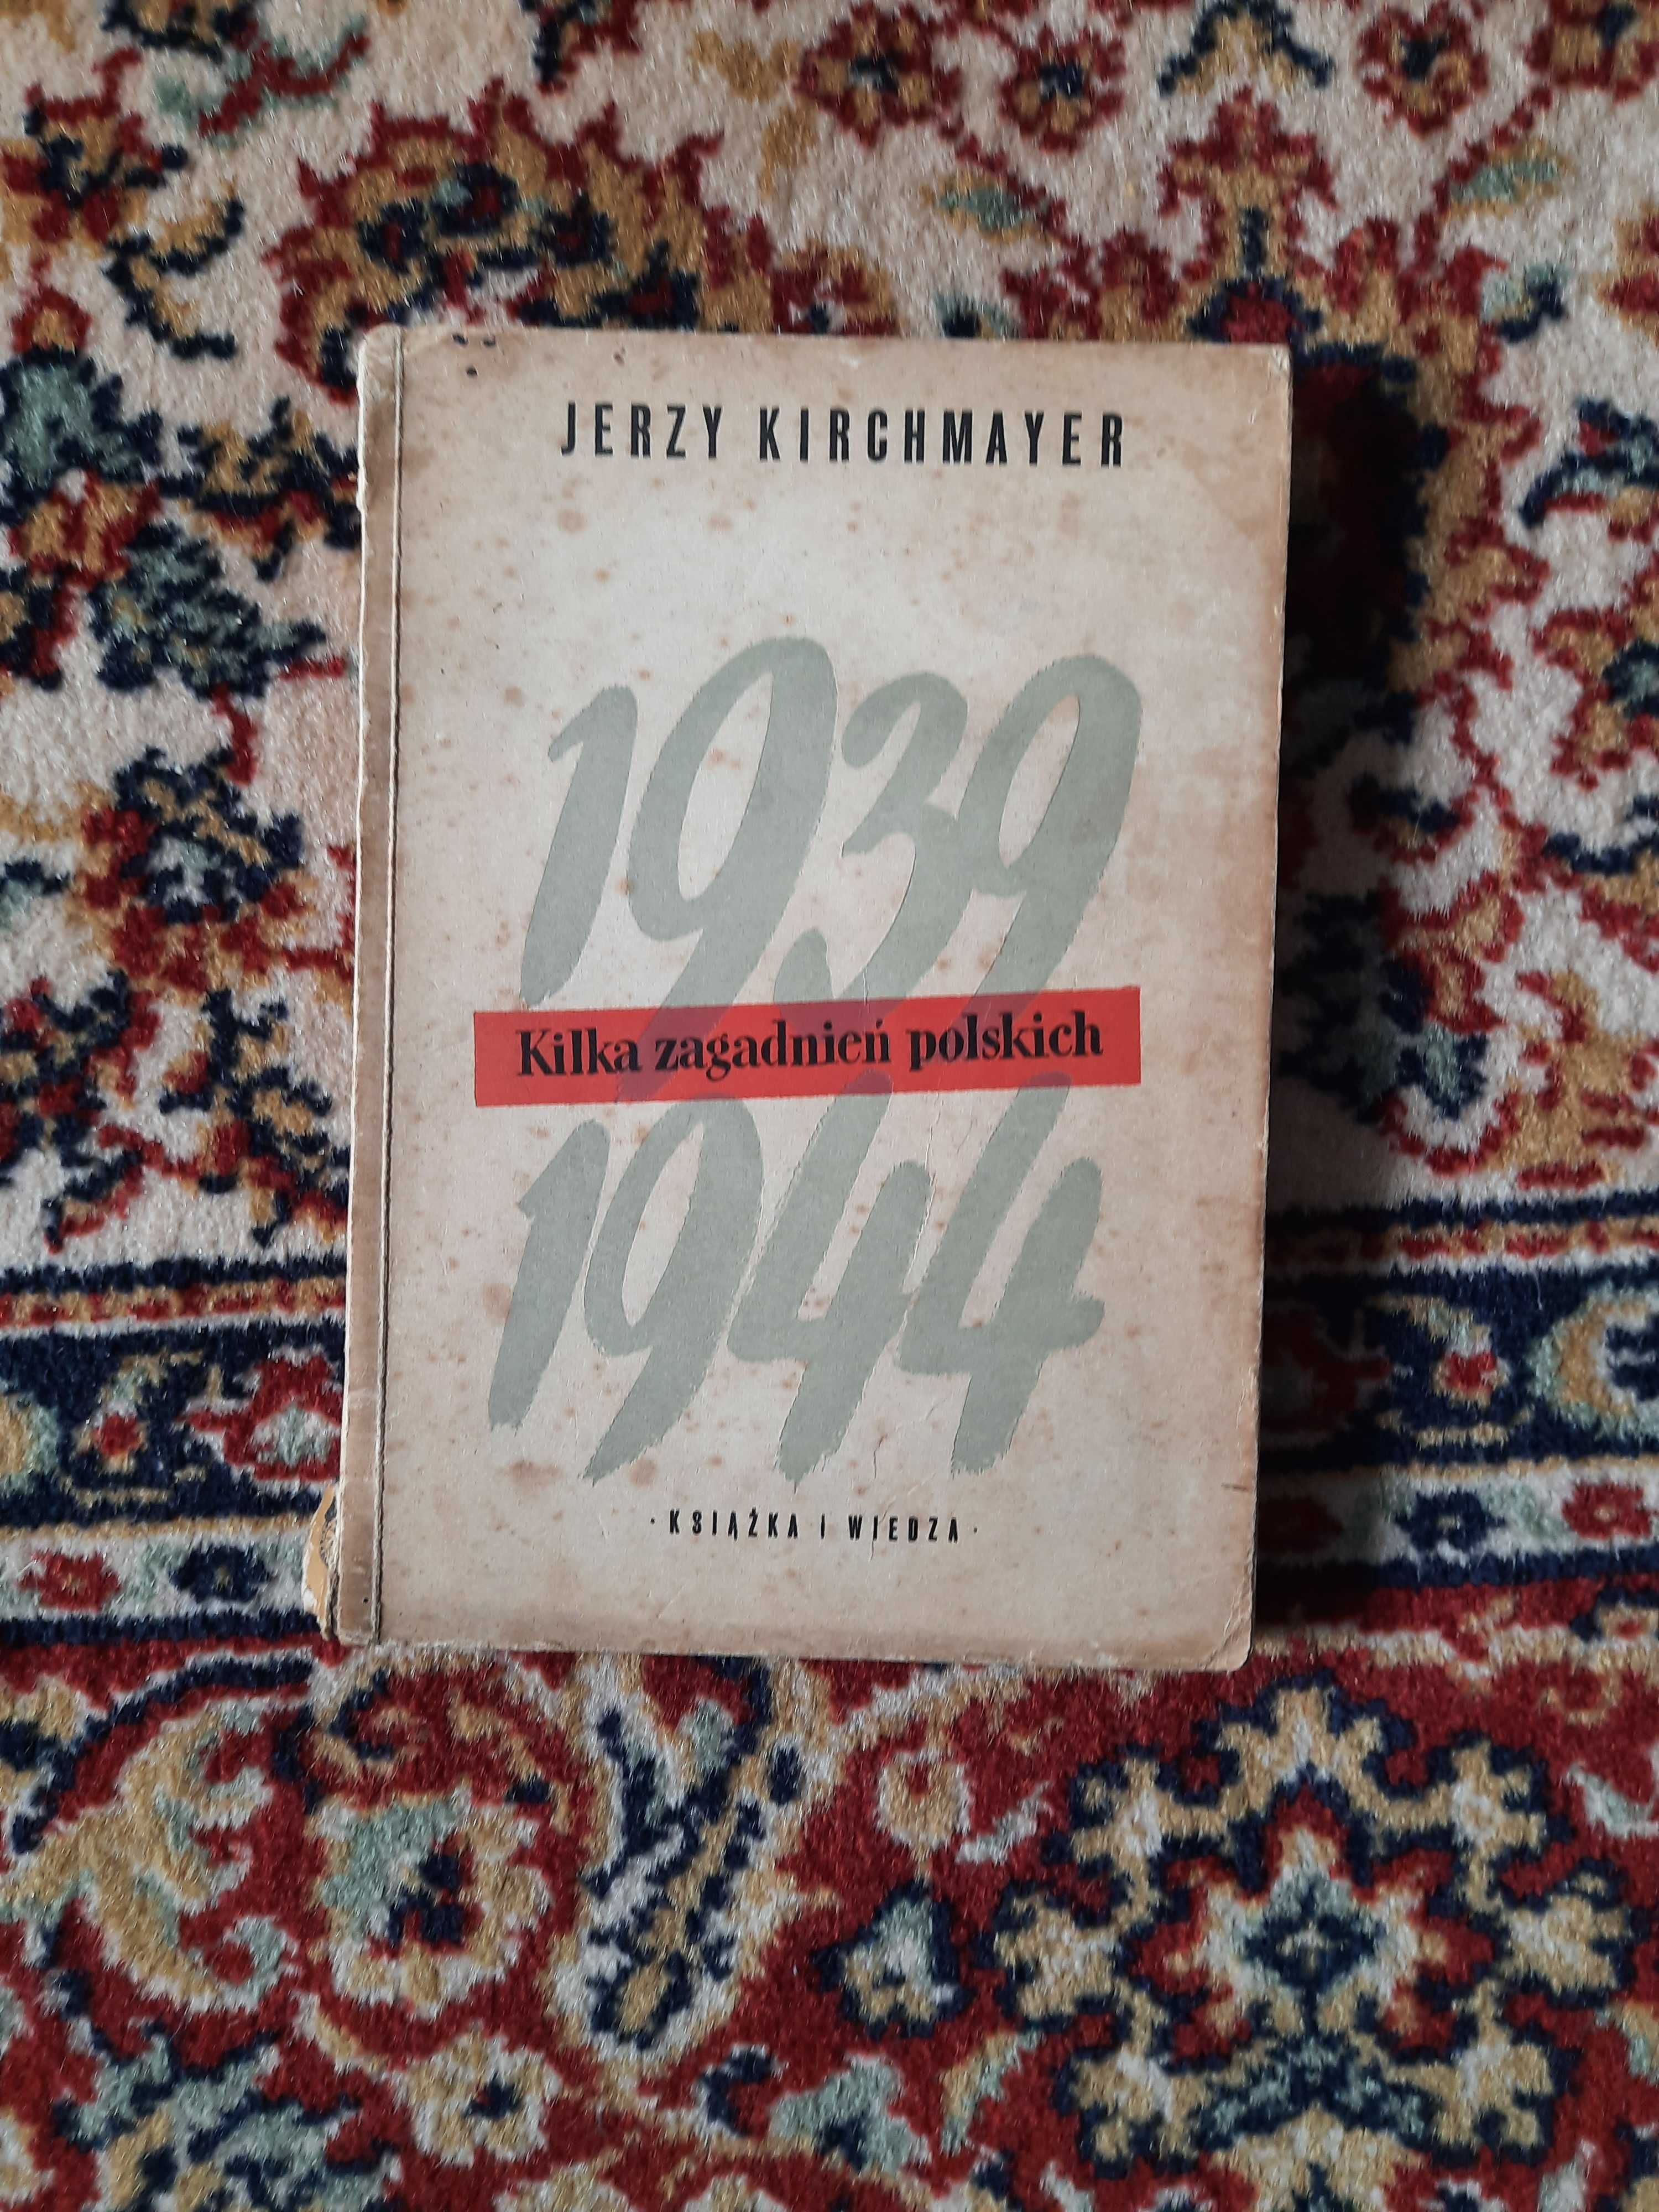 JERZY KIRCHMAYER
1939
Kilka zagadnień polskich
1944
· KSIĄŻKA I WIEDZA ·